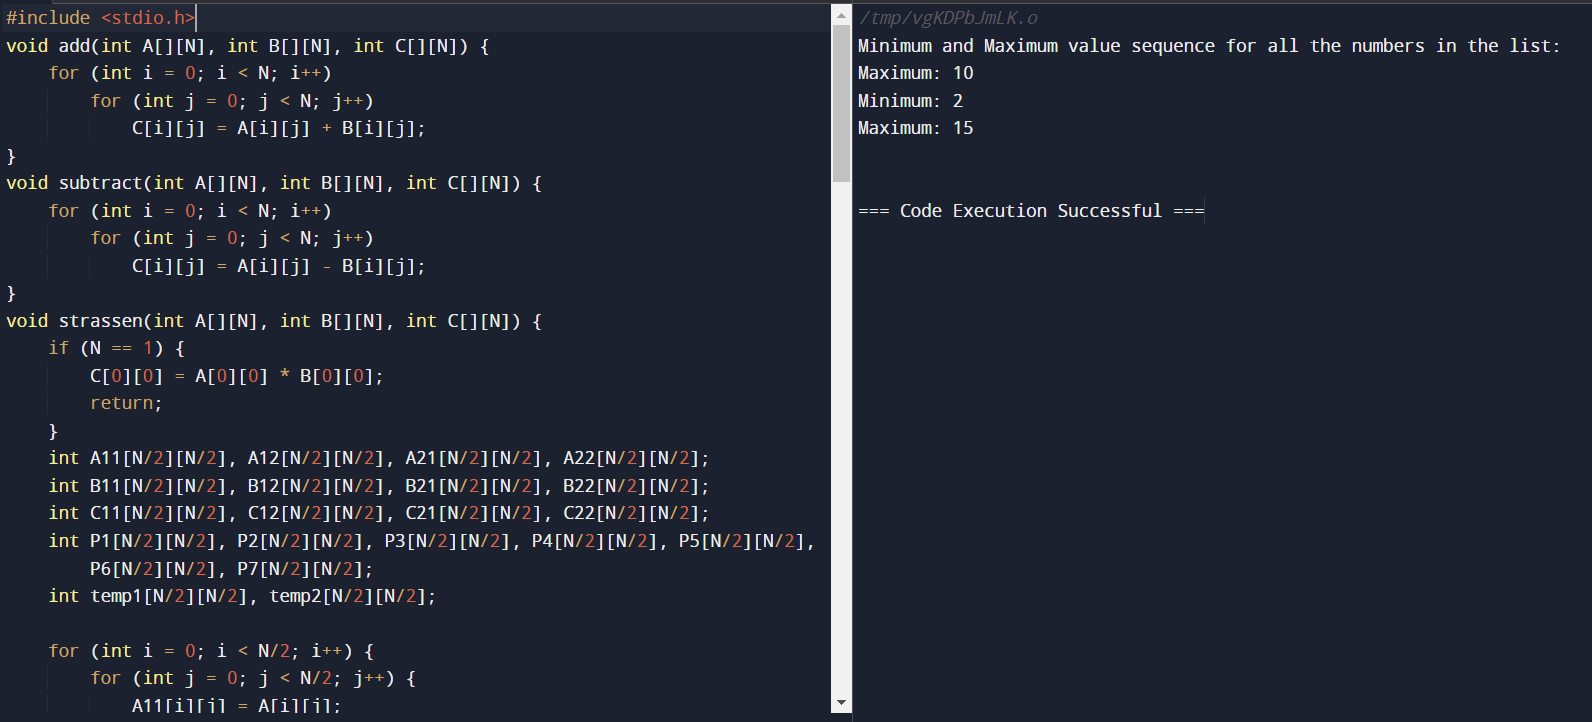 #include <stdio.h>
void add(int A[][N], int B[][N], int C[][N]) {
    for (int i = 0; i < N; i++)
        for (int j = 0; j < N; j++)
            C[i][j] = A[i][j] + B[i][j];
}
void subtract(int A[][N], int B[][N], int C[][N]) {
    for (int i = 0; i < N; i++)
        for (int j = 0; j < N; j++)
            C[i][j] = A[i][j] - B[i][j];
}
void strassen(int A[][N], int B[][N], int C[][N]) {
    if (N == 1) {
        C[0][0] = A[0][0] * B[0][0];
        return;
    }
    int A11[N/2][N/2], A12[N/2][N/2], A21[N/2][N/2], A22[N/2][N/2];
    int B11[N/2][N/2], B12[N/2][N/2], B21[N/2][N/2], B22[N/2][N/2];
    int C11[N/2][N/2], C12[N/2][N/2], C21[N/2][N/2], C22[N/2][N/2];
    int P1[N/2][N/2], P2[N/2][N/2], P3[N/2][N/2], P4[N/2][N/2], P5[N/2][N/2],
        P6[N/2][N/2], P7[N/2][N/2];
    int temp1[N/2][N/2], temp2[N/2][N/2];
    for (int i = 0; i < N/2; i++) {
        for (int j = 0; j < N/2; j++) {
            A11[i][j] = A[i][j];
/tmp/vgKDPbJmLK.o
Minimum and Maximum value sequence for all the numbers in the list:
Maximum: 10
Minimum: 2
Maximum: 15
=== Code Execution Successful ===